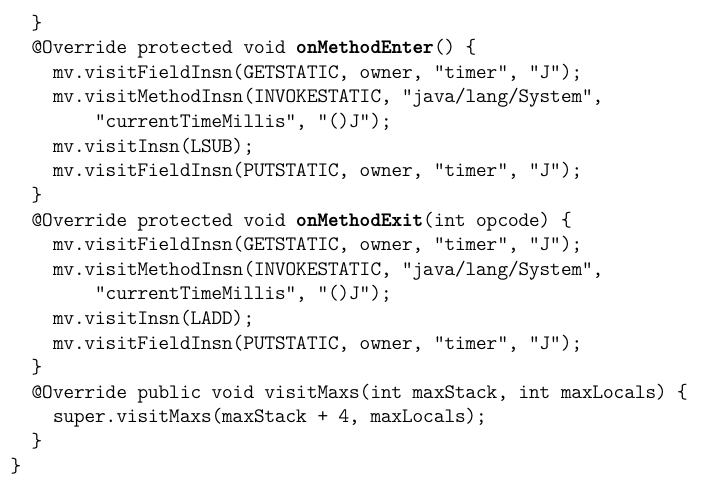 }
@Override protected void onMethodEnter() {
mv.visitFieldInsn(GETSTATIC, owner, "timer", "J");
mv.visitMethodInsn(INVOKESTATIC, "java/lang/System",
"currentTimeMillis", "()J");
mv.visitInsn(LSUB);
mv.visitFieldInsn(PUTSTATIC, owner, "timer", "J");
}
@Override protected void onMethodExit(int opcode) {
mv.visitFieldInsn(GETSTATIC, owner, "timer", "J");
mv.visitMethodInsn(INVOKESTATIC, "java/lang/System",
"currentTimeMillis", "()J");
mv.visitInsn(LADD);
mv.visitFieldInsn(PUTSTATIC, owner, "timer", "J");
}
@Override public void visitMaxs(int maxStack, int maxLocals) {
super.visitMaxs(maxStack + 4, maxLocals);
}
}